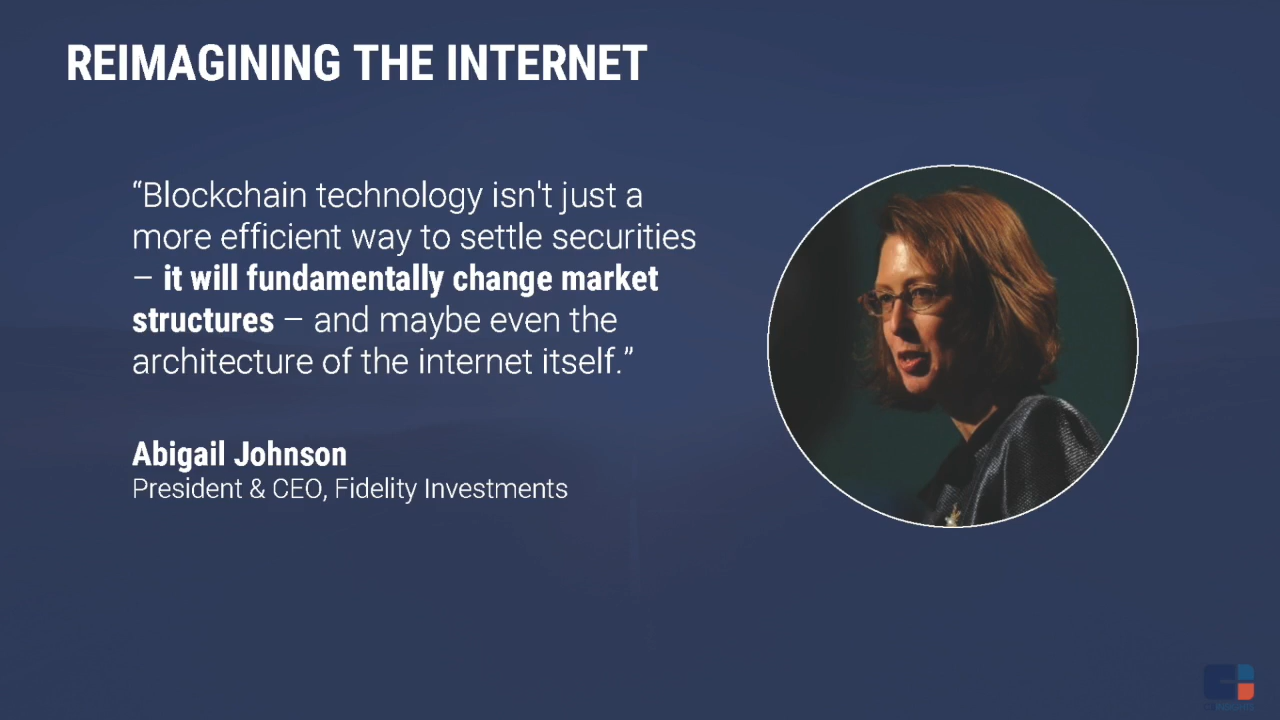 REIMAGINING THE INTERNET
“Blockchain technology isn't just a
more efficient way to settle securities
– it will fundamentally change market
structures – and maybe even the
architecture of the internet itself.”
Abigail Johnson
President & CEO, Fidelity Investments